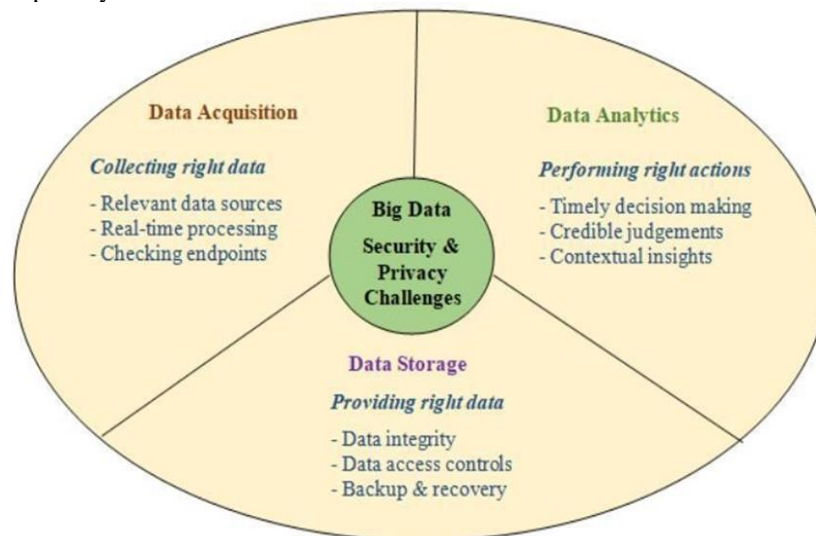 Data Acquisition
Collecting right data
- Relevant data sources
- Real-time processing
- Checking endpoints
Data Analytics
Performing right actions
- Timely decision making
- Credible judgements
- Contextual insights
Big Data
Security &
Privacy
Challenges
Data Storage
Providing right data
- Data integrity
- Data access controls
- Backup & recovery